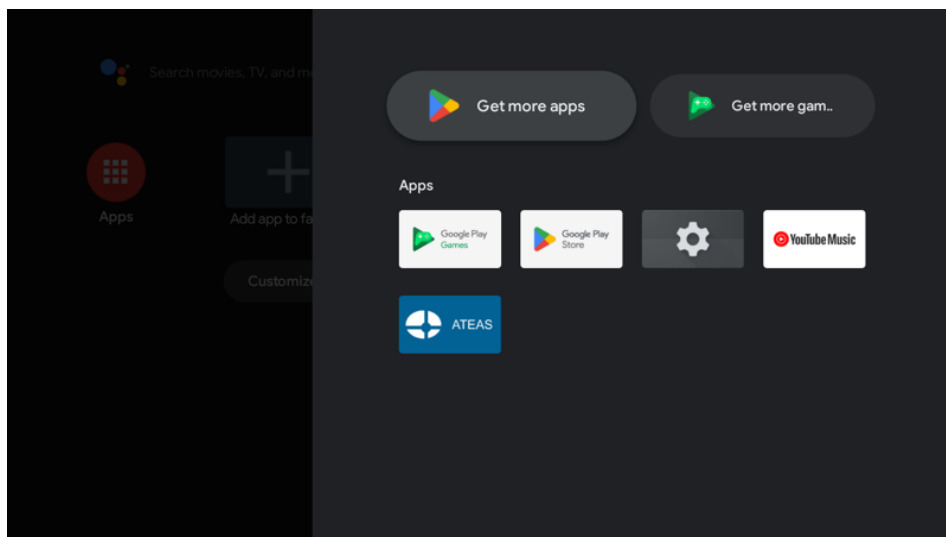 Search movies, TV, and m
Get more apps
Get more gam..
Apps
Add app to fa
Customize
Apps
Google Play
Games
Google Play
Store
YouTube Music
ATEAS